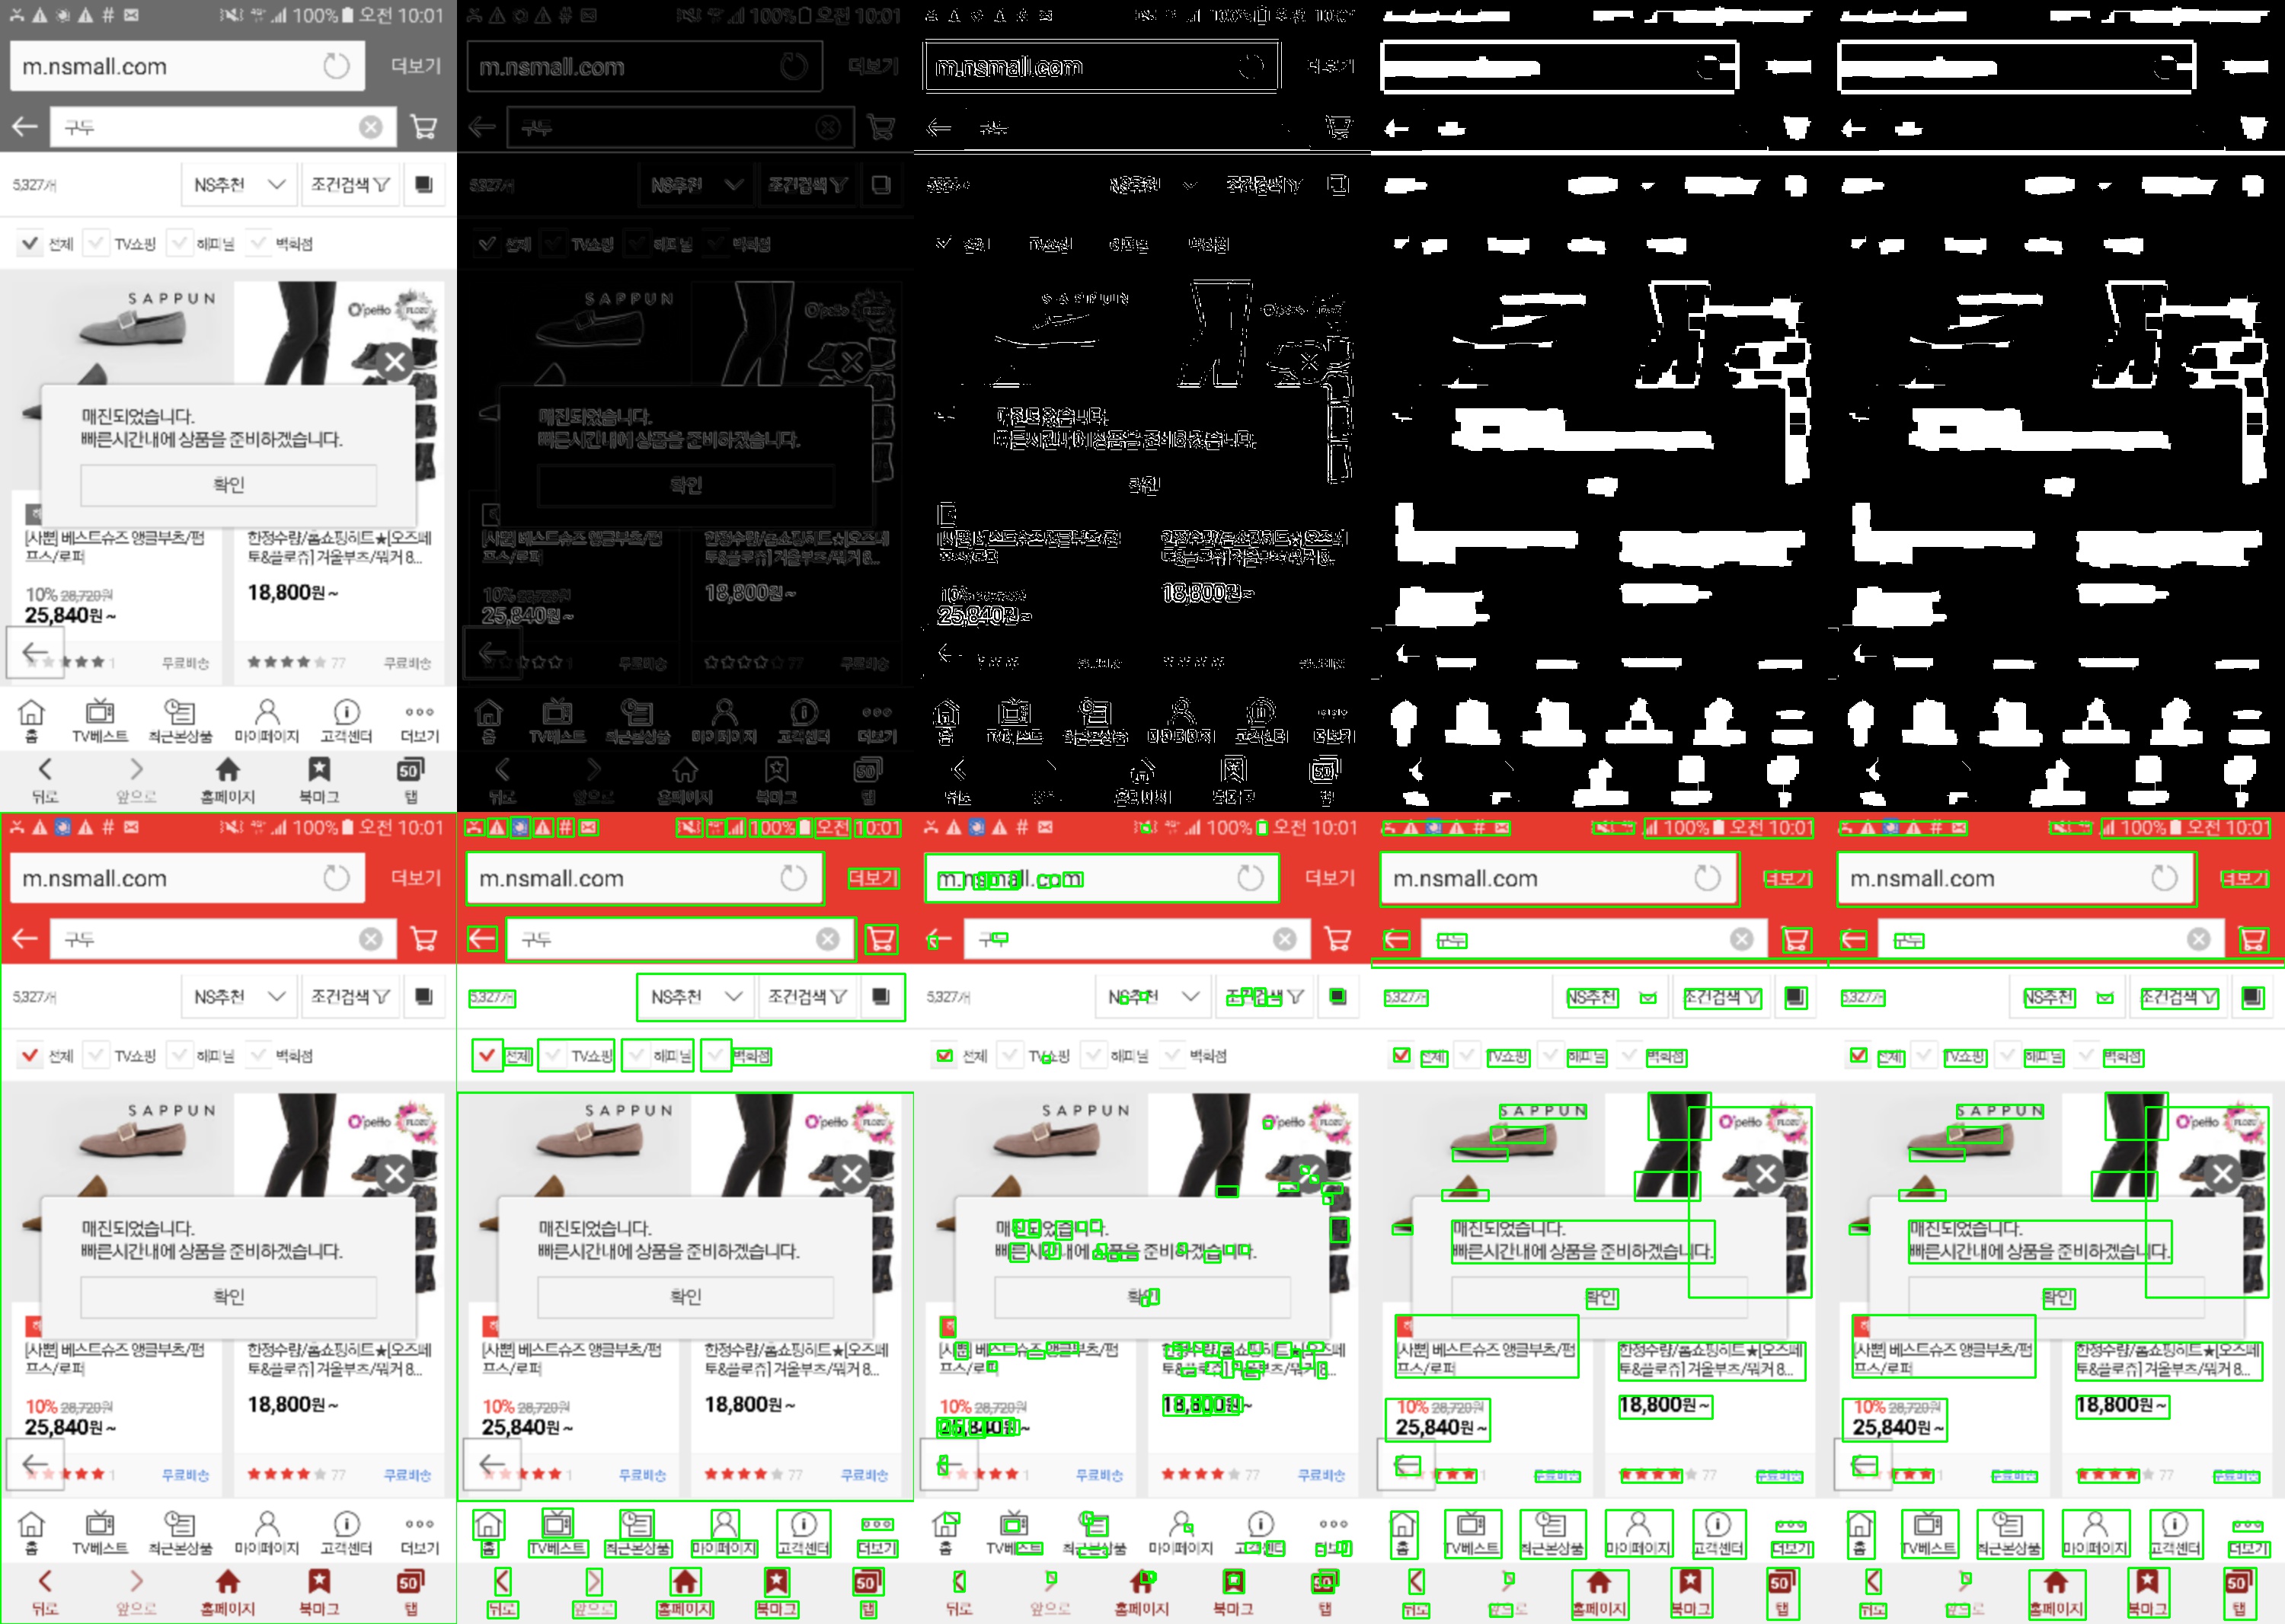 100% 오전 10:01
m.nsmall.com 더보기
구두
5,327개 NS추천 조건검색
전체 TV쇼핑 해피닐 백화점
SAPPUN
O'petto
매진되었습니다.
빠른시간내에 상품을 준비하겠습니다.
확인
[사뿐] 베스트슈즈 앵글부츠/펌프스/로퍼
한정수량/홈쇼핑히트★[오즈페토&플로쥬] 겨울부츠/워커 8...
10% 28,720원
25,840원~
18,800원~
★★★★★ 1 무료배송
★★★★★ 77 무료배송
홈 TV베스트 최근본상품 마이페이지 고객센터 더보기
50
뒤로 앞으로 홈페이지 북마크 탭